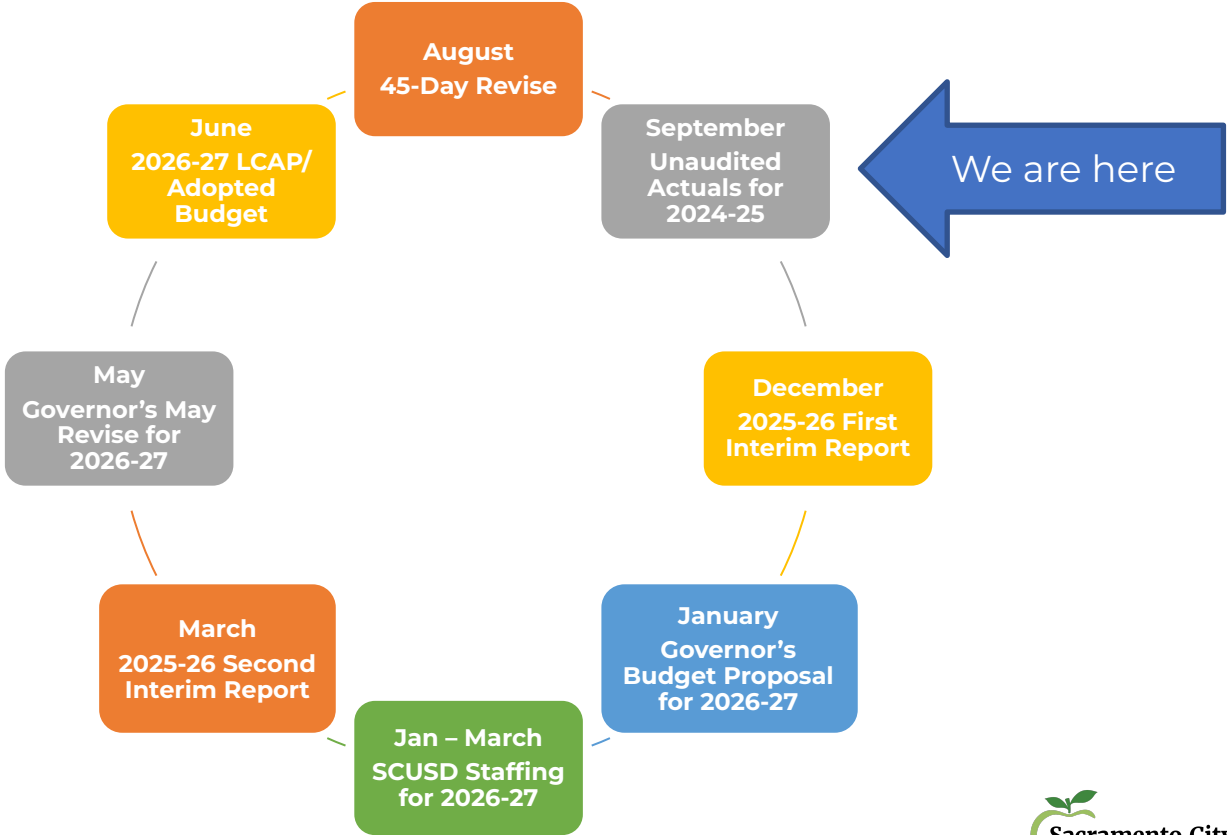 August
45-Day Revise
September
Unaudited
Actuals for
2024-25
We are here
December
2025-26 First
Interim Report
January
Governor's
Budget Proposal
for 2026-27
Jan – March
SCUSD Staffing
for 2026-27
March
2025-26 Second
Interim Report
May
Governor's May
Revise for
2026-27
June
2026-27 LCAP/
Adopted
Budget